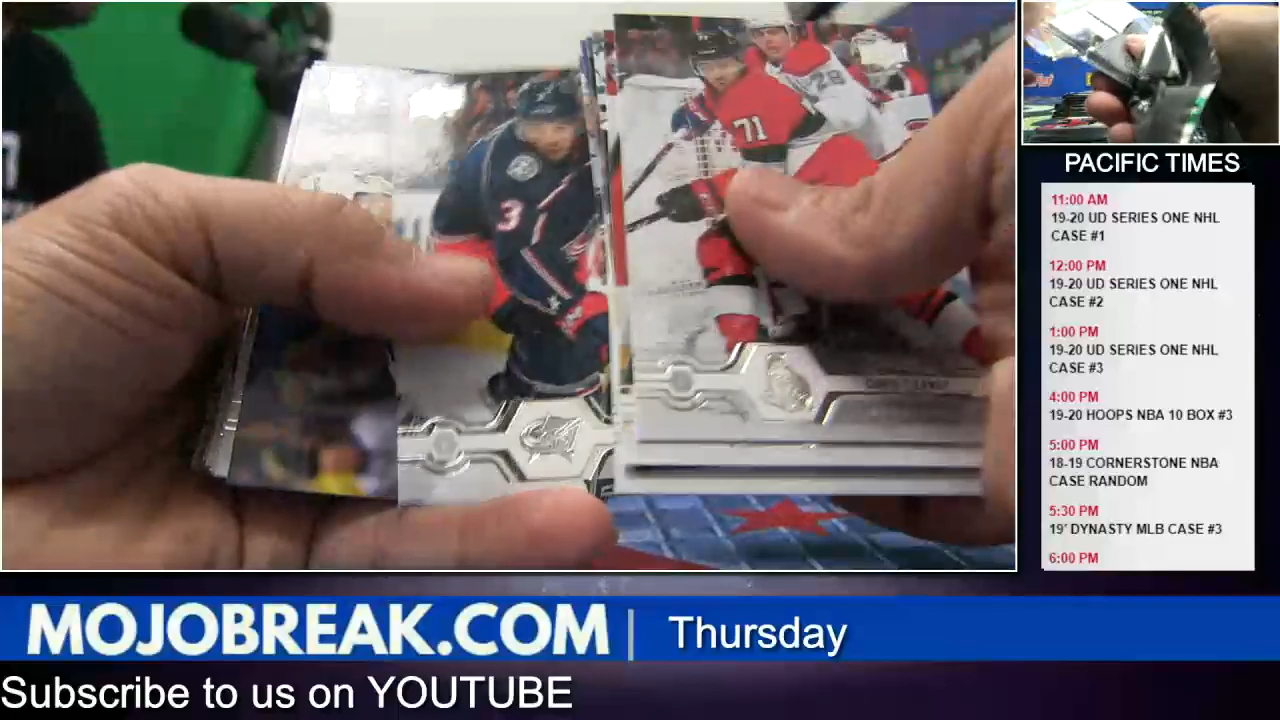 71
28
3
PACIFIC TIMES
11:00 AM
19-20 UD SERIES ONE NHL
CASE #1
12:00 PM
19-20 UD SERIES ONE NHL
CASE #2
1:00 PM
19-20 UD SERIES ONE NHL
CASE #3
4:00 PM
19-20 HOOPS NBA 10 BOX #3
5:00 PM
18-19 CORNERSTONE NBA
CASE RANDOM
5:30 PM
19' DYNASTY MLB CASE #3
6:00 PM
MOJOBREAK.COM | Thursday
Subscribe to us on YOUTUBE